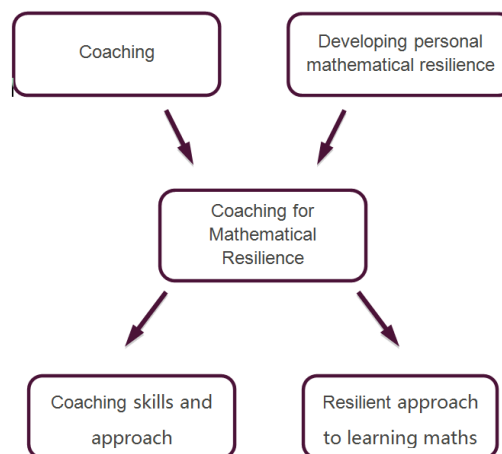 Coaching
Developing personal
mathematical resilience
Coaching for
Mathematical
Resilience
Coaching skills and
approach
Resilient approach
to learning maths